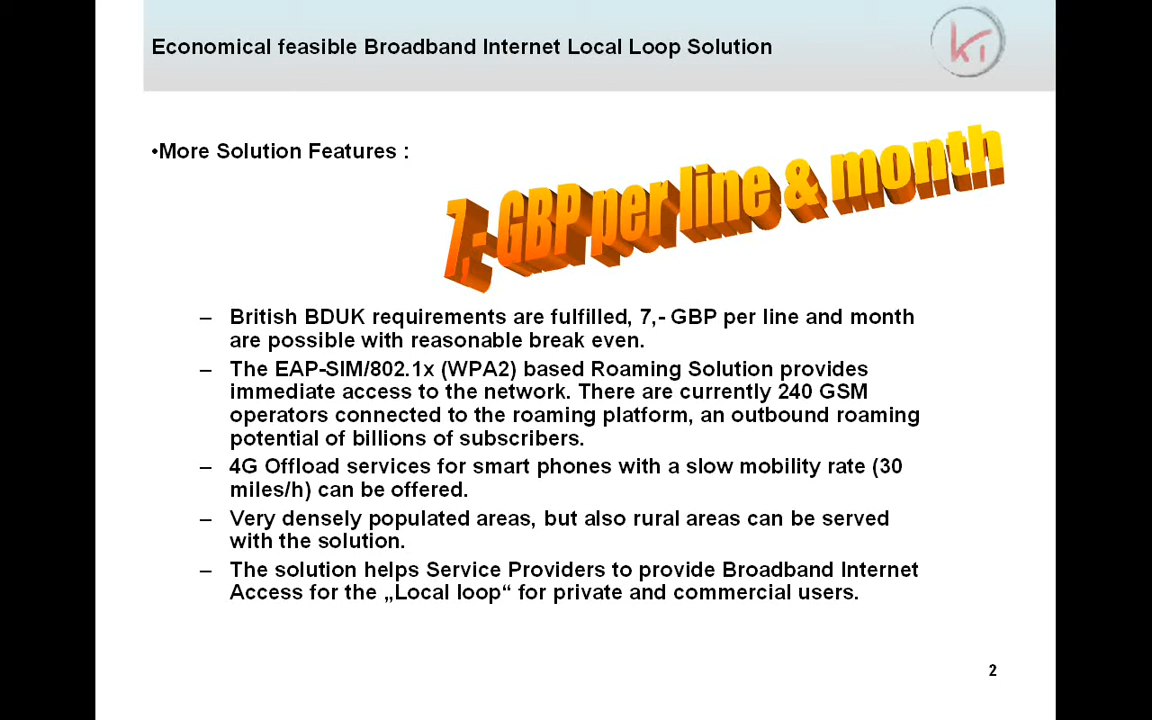 Economical feasible Broadband Internet Local Loop Solution
KI
•More Solution Features :
7,- GBP per line & month
– British BDUK requirements are fulfilled, 7,- GBP per line and month
are possible with reasonable break even.
– The EAP-SIM/802.1x (WPA2) based Roaming Solution provides
immediate access to the network. There are currently 240 GSM
operators connected to the roaming platform, an outbound roaming
potential of billions of subscribers.
– 4G Offload services for smart phones with a slow mobility rate (30
miles/h) can be offered.
– Very densely populated areas, but also rural areas can be served
with the solution.
– The solution helps Service Providers to provide Broadband Internet
Access for the „Local loop“ for private and commercial users.
2